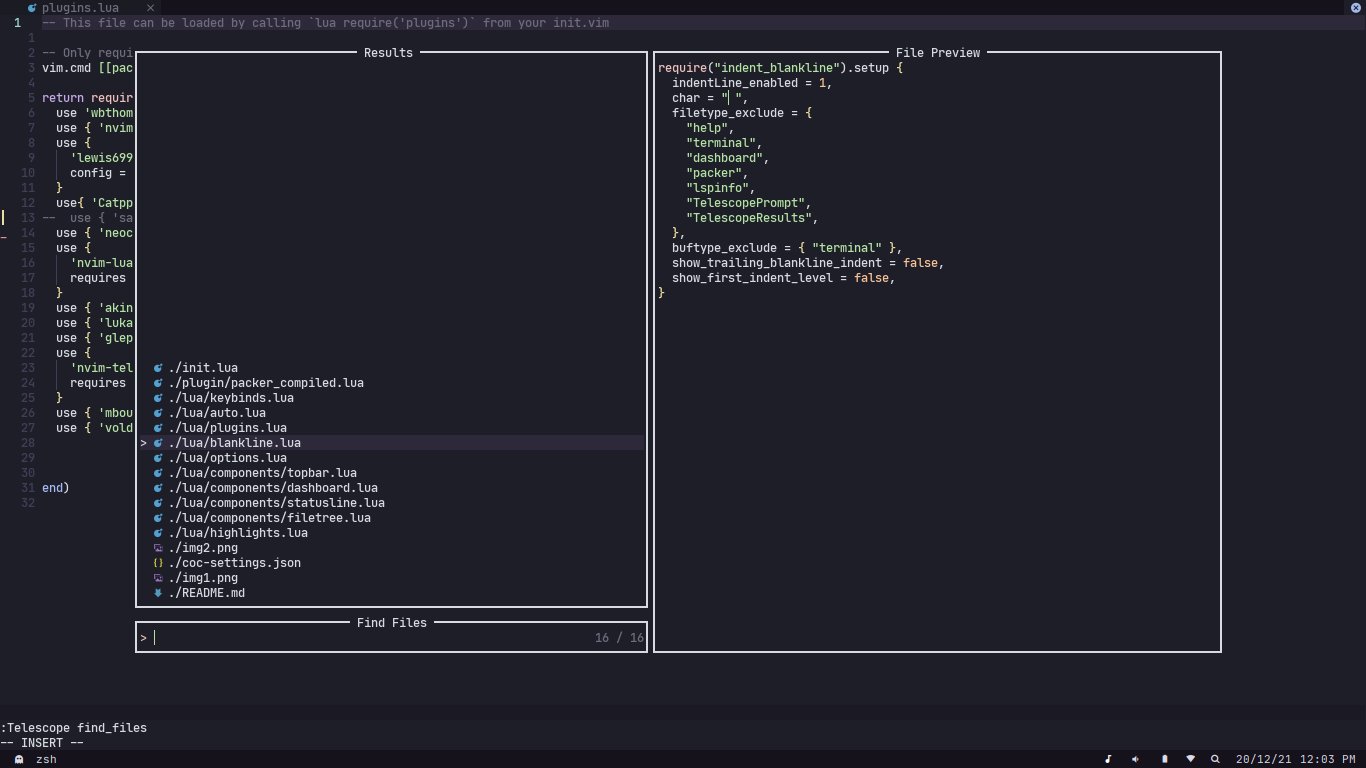 plugins.lua
1 -- This file can be loaded by calling `lua require('plugins')` from your init.vim
1
2 -- Only requi
3 vim.cmd [[pac
4
5 return requir
6 use 'wbthom
7 use { 'nvim
8 use {
9 'lewis699
10 config =
11 }
12 use{ 'Catpp
13 -- use { 'sa
14 use { 'neoc
15 use {
16 'nvim-lua
17 requires
18 }
19 use { 'akin
20 use { 'luka
21 use { 'glep
22 use {
23 'nvim-tel
24 requires
25 }
26 use { 'mbou
27 use { 'vold
28
29
30
31 end)
32
Results
./init.lua
./plugin/packer_compiled.lua
./lua/keybinds.lua
./lua/auto.lua
./lua/plugins.lua
> ./lua/blankline.lua
./lua/options.lua
./lua/components/topbar.lua
./lua/components/dashboard.lua
./lua/components/statusline.lua
./lua/components/filetree.lua
./lua/highlights.lua
./img2.png
./coc-settings.json
./img1.png
./README.md
Find Files
> 16 / 16
File Preview
require("indent_blankline").setup {
indentLine_enabled = 1,
char = "▏",
filetype_exclude = {
"help",
"terminal",
"dashboard",
"packer",
"lspinfo",
"TelescopePrompt",
"TelescopeResults",
},
buftype_exclude = { "terminal" },
show_trailing_blankline_indent = false,
show_first_indent_level = false,
}
:Telescope find_files
-- INSERT --
zsh
20/12/21 12:03 PM